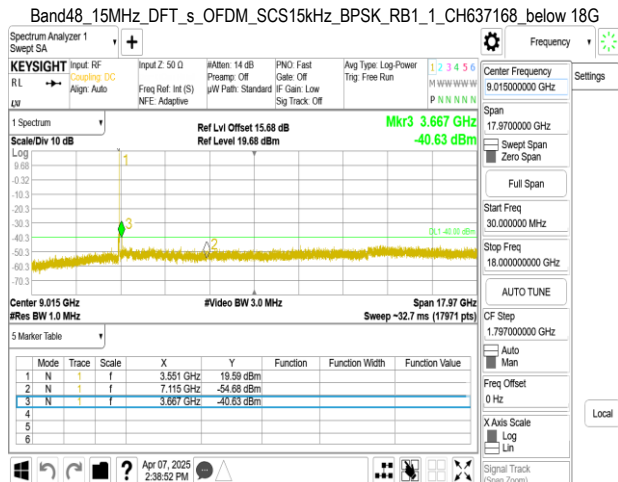 Band48_15MHz_DFT_s_OFDM_SCS15kHz_BPSK_RB1_1_CH637168_below 18G
Spectrum Analyzer 1
Swept SA
Frequency
KEYSIGHT
RL
Input: RF
Coupling: DC
Align: Auto
Input Z: 50 Ω
Freq Ref: Int (S)
NFE: Adaptive
#Atten: 14 dB
Preamp: Off
µW Path: Standard
PNO: Fast
Gate: Off
IF Gain: Low
Sig Track: Off
Avg Type: Log-Power
Trig: Free Run
1 2 3 4 5 6
M W W W W W
P N N N N N
1 Spectrum
Scale/Div 10 dB
Ref Lvl Offset 15.68 dB
Ref Level 19.68 dBm
Mkr3 3.667 GHz
-40.63 dBm
Log
9.68
-0.32
-10.3
-20.3
-30.3
-40.3
-50.3
-60.3
-70.3
1
2
3
DL1 -40.00 dBm
Center 9.015 GHz
#Res BW 1.0 MHz
#Video BW 3.0 MHz
Span 17.97 GHz
Sweep ~32.7 ms (17971 pts)
5 Marker Table
Mode Trace Scale X Y Function Function Width Function Value
1 N 1 f 3.551 GHz 19.59 dBm
2 N 1 f 7.115 GHz -54.68 dBm
3 N 1 f 3.667 GHz -40.63 dBm
4
5
6
Apr 07, 2025
2:38:52 PM
Center Frequency
9.015000000 GHz
Settings
Span
17.9700000 GHz
Swept Span
Zero Span
Full Span
Start Freq
30.000000 MHz
Stop Freq
18.000000000 GHz
AUTO TUNE
CF Step
1.797000000 GHz
Auto
Man
Freq Offset
0 Hz
X Axis Scale
Log
Lin
Local
Signal Track
(Span Zoom)